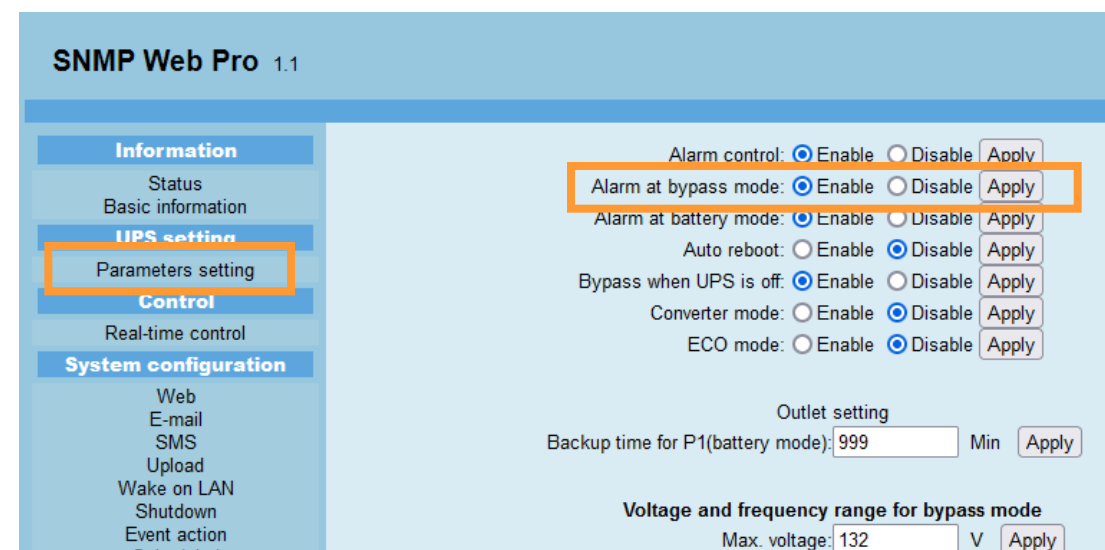 SNMP Web Pro 1.1
Information
Status
Basic information
UPS setting
Parameters setting
Control
Real-time control
System configuration
Web
E-mail
SMS
Upload
Wake on LAN
Shutdown
Event action
Alarm control: Enable Disable Apply
Alarm at bypass mode: Enable Disable Apply
Alarm at battery mode: Enable Disable Apply
Auto reboot: Enable Disable Apply
Bypass when UPS is off: Enable Disable Apply
Converter mode: Enable Disable Apply
ECO mode: Enable Disable Apply
Outlet setting
Backup time for P1(battery mode): 999 Min Apply
Voltage and frequency range for bypass mode
Max. voltage: 132 V Apply